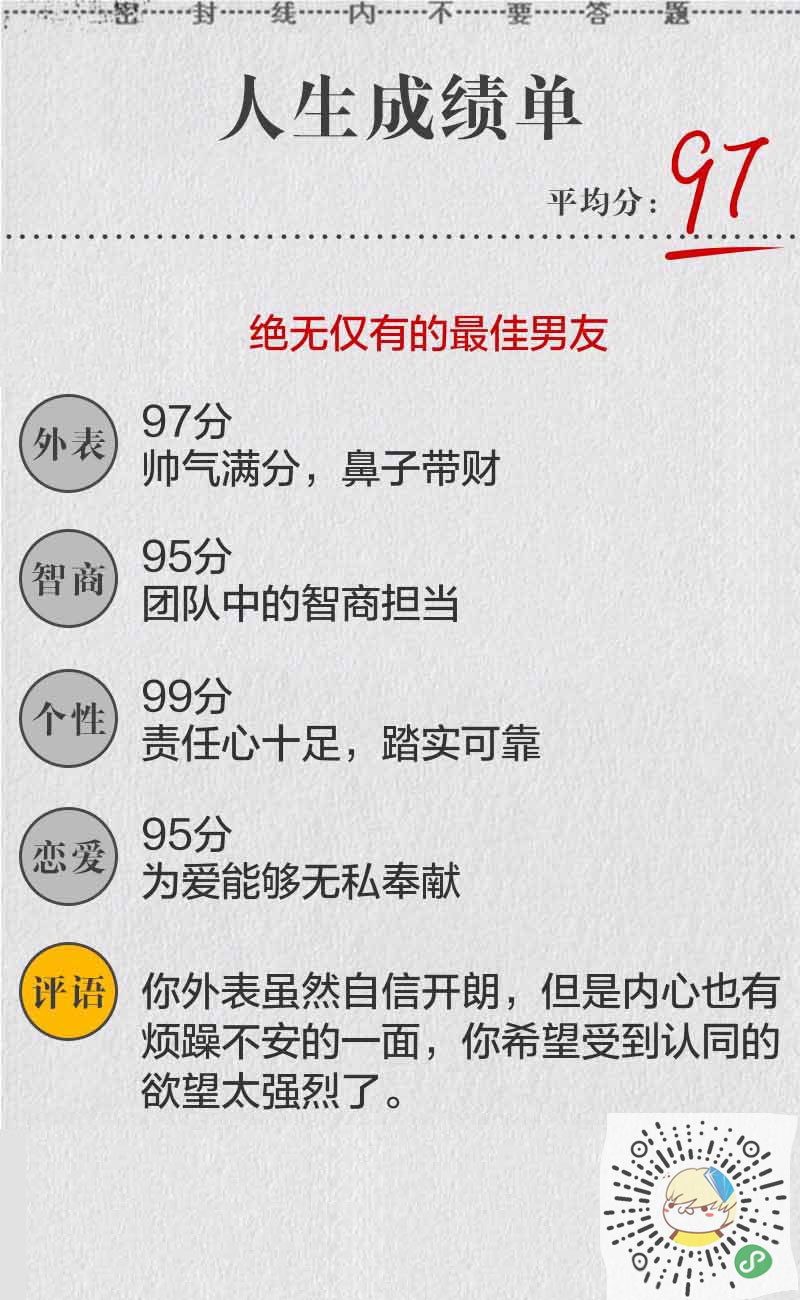 密 封 线 内 不 要 答 题
人生成绩单
平均分：97
绝无仅有的最佳男友
外表
97分
帅气满分，鼻子带财
智商
95分
团队中的智商担当
个性
99分
责任心十足，踏实可靠
恋爱
95分
为爱能够无私奉献
评语
你外表虽然自信开朗，但是内心也有
烦躁不安的一面，你希望受到认同的
欲望太强烈了。